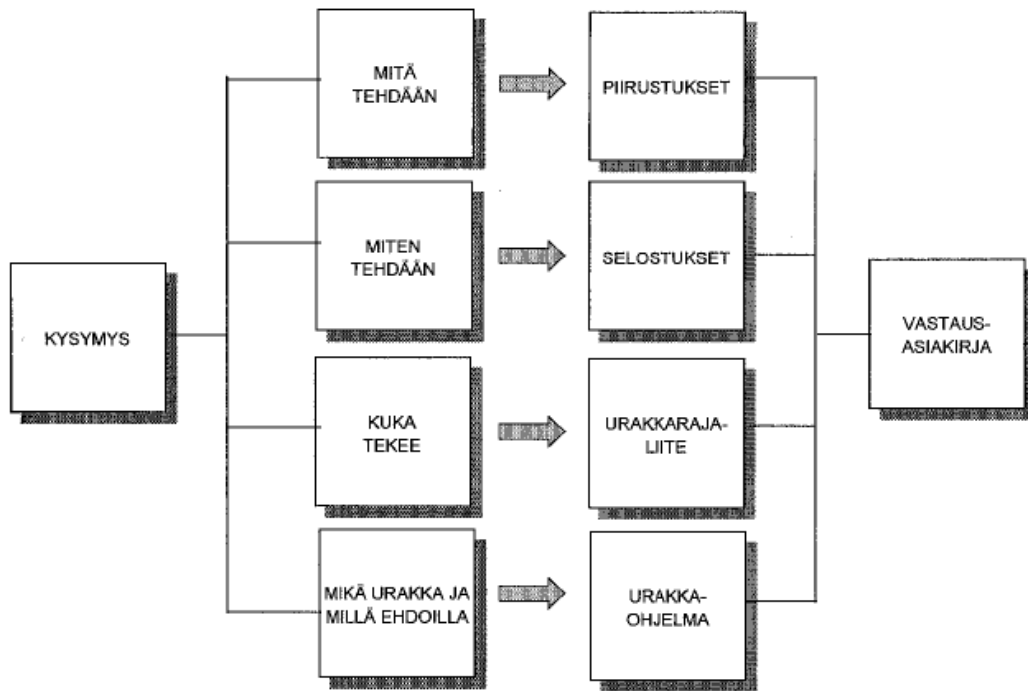 MITÄ
TEHDÄÄN
PIIRUSTUKSET
MITEN
TEHDÄÄN
SELOSTUKSET
KYSYMYS
VASTAUS-
ASIAKIRJA
KUKA
TEKEE
URAKKARAJA-
LIITE
MIKÄ URAKKA JA
MILLÄ EHDOILLA
URAKKA-
OHJELMA